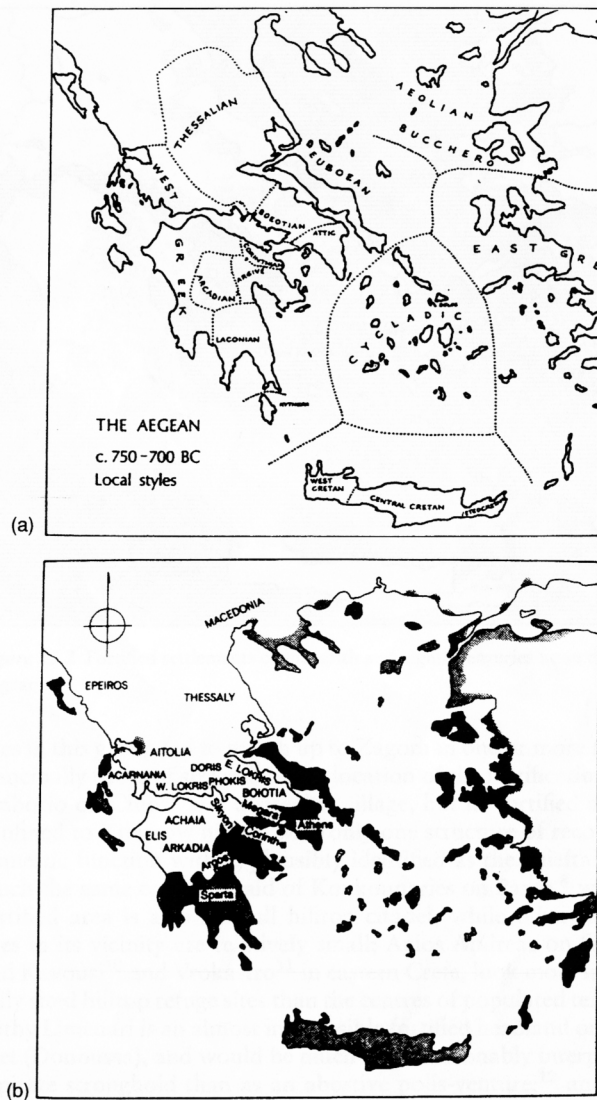 AEOLIAN
BUCCHERO
THESSALIAN
EUBOEAN
WEST
GREEK
BOEOTIAN
ATTIC
CORINTHIAN
ARGIVE
ARCADIAN
EAST GRE
CYCLADIC
LACONIAN
KYTHERA
THE AEGEAN
c. 750–700 BC
Local styles
WEST
CRETAN
CENTRAL CRETAN
(a)
MACEDONIA
EPEIROS
THESSALY
AITOLIA
ACARNANIA
DORIS
E. LOKRIS
W. LOKRIS
PHOKIS
BOIOTIA
ACHAIA
Sikyon
Megara
Athens
ELIS
Corinth
ARKADIA
Argos
Sparta
(b)